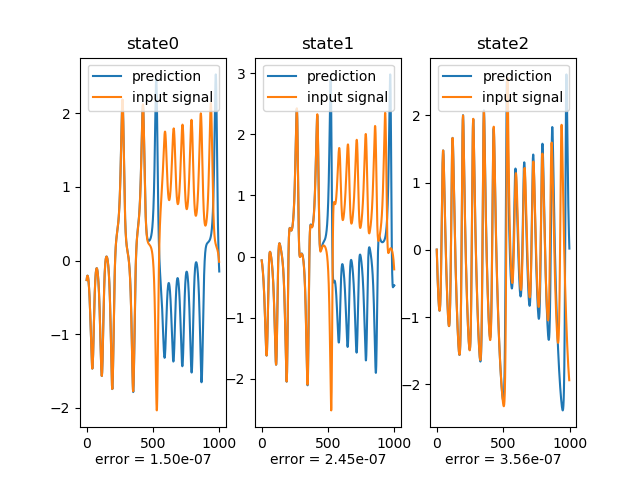 state0
state1
state2
prediction
input signal
prediction
input signal
prediction
input signal
2
1
0
−1
−2
3
2
1
0
−1
−2
2
1
0
−1
−2
0
500
1000
0
500
1000
0
500
1000
error = 1.50e-07
error = 2.45e-07
error = 3.56e-07